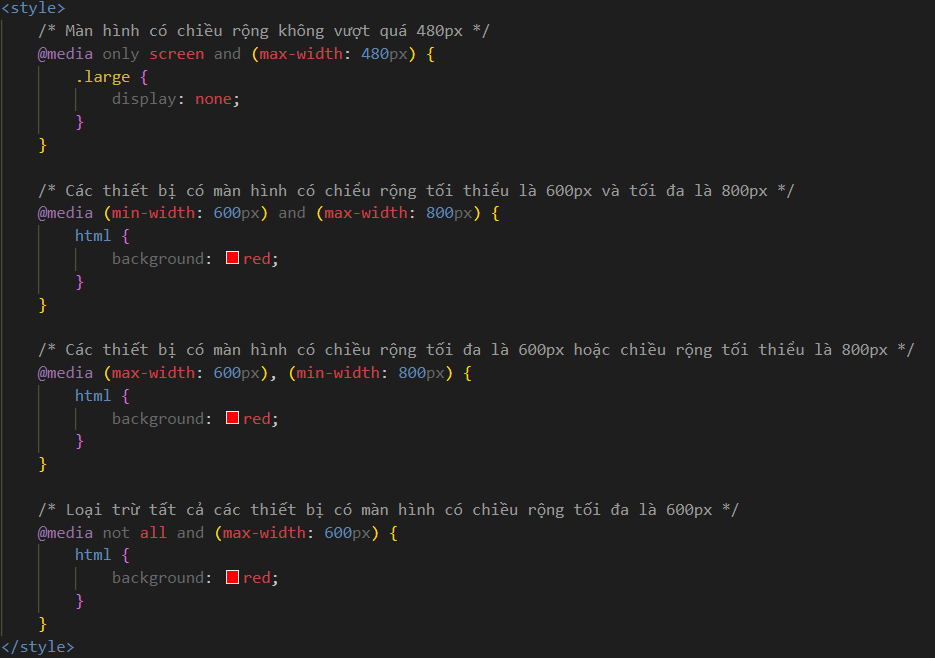 <style>
/* Màn hình có chiều rộng không vượt quá 480px */
@media only screen and (max-width: 480px) {
.large {
display: none;
}
}
/* Các thiết bị có màn hình có chiểu rộng tối thiểu là 600px và tối đa là 800px */
@media (min-width: 600px) and (max-width: 800px) {
html {
background: red;
}
}
/* Các thiết bị có màn hình có chiều rộng tối đa là 600px hoặc chiều rộng tối thiểu là 800px */
@media (max-width: 600px), (min-width: 800px) {
html {
background: red;
}
}
/* Loại trừ tất cả các thiết bị có màn hình có chiều rộng tối đa là 600px */
@media not all and (max-width: 600px) {
html {
background: red;
}
}
</style>